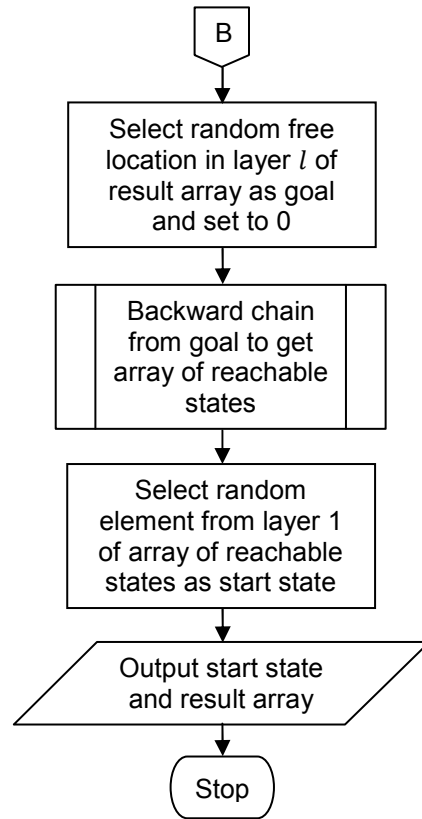 B
Select random free
location in layer l of
result array as goal
and set to 0
Backward chain
from goal to get
array of reachable
states
Select random
element from layer 1
of array of reachable
states as start state
Output start state
and result array
Stop